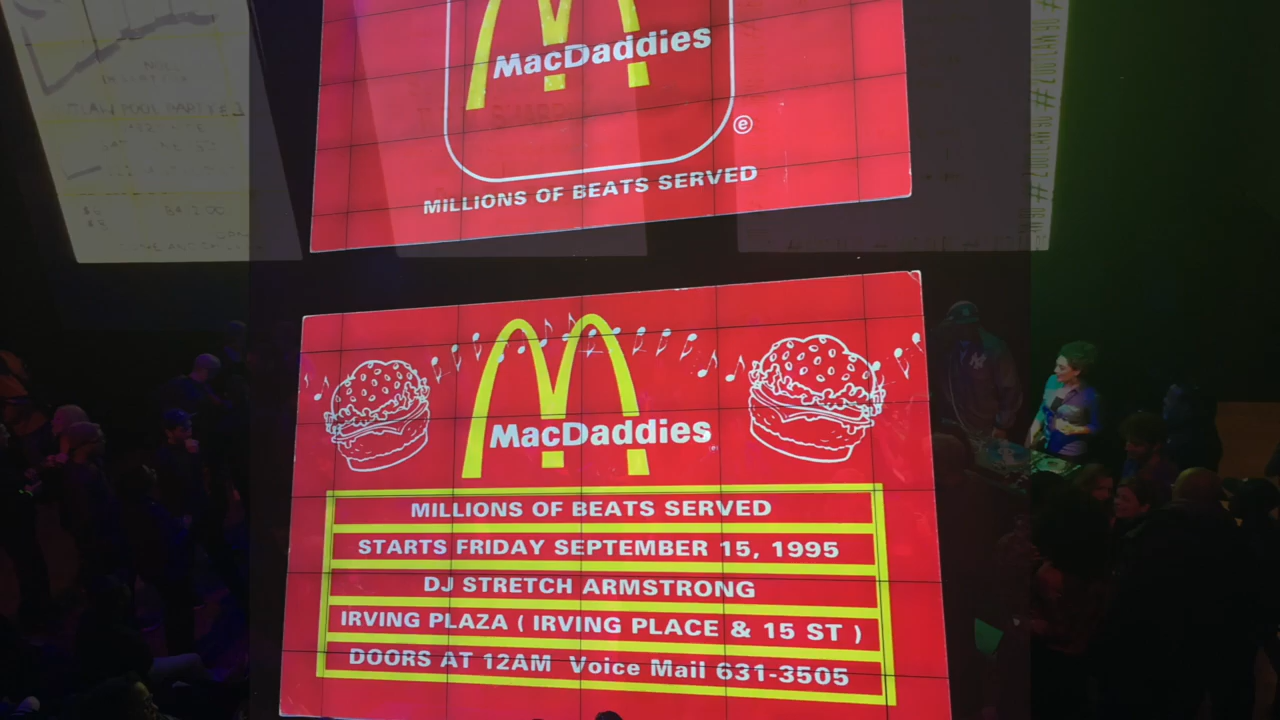 MacDaddies
e
MILLIONS OF BEATS SERVED
MacDaddies
MILLIONS OF BEATS SERVED
STARTS FRIDAY SEPTEMBER 15, 1995
DJ STRETCH ARMSTRONG
IRVING PLAZA ( IRVING PLACE & 15 ST )
DOORS AT 12AM Voice Mail 631-3505